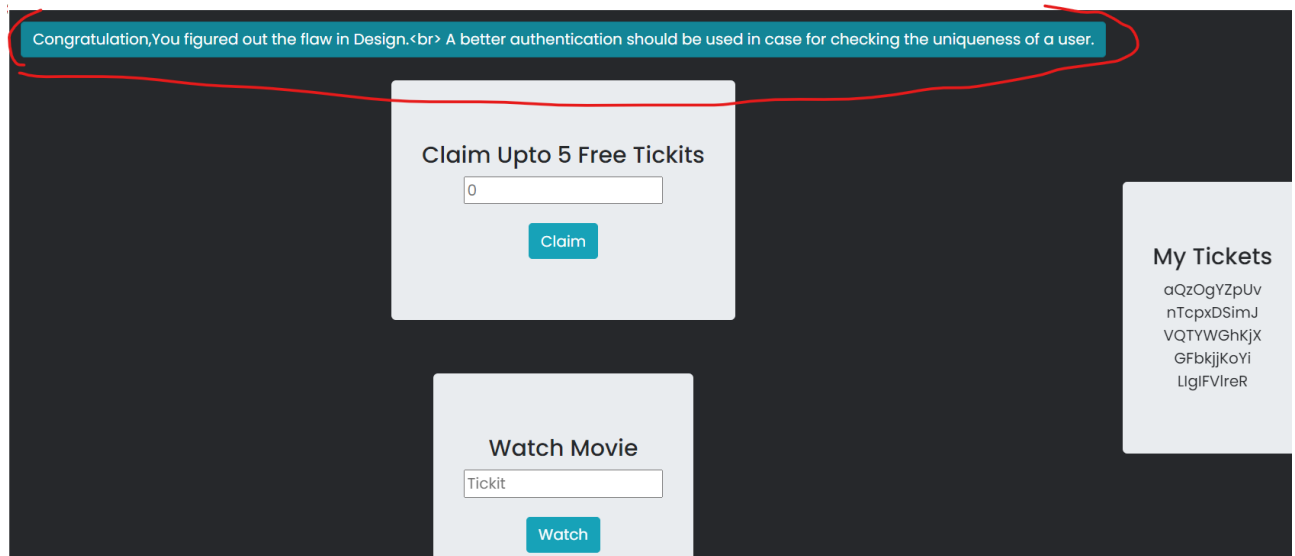 Congratulation,You figured out the flaw in Design.<br> A better authentication should be used in case for checking the uniqueness of a user.
Claim Upto 5 Free Tickits
0
Claim
My Tickets
aQzOgYZpUv
nTcpxDSimJ
VQTYWGhKjX
GFbkjjKoYi
LIgIFVlreR
Watch Movie
Tickit
Watch